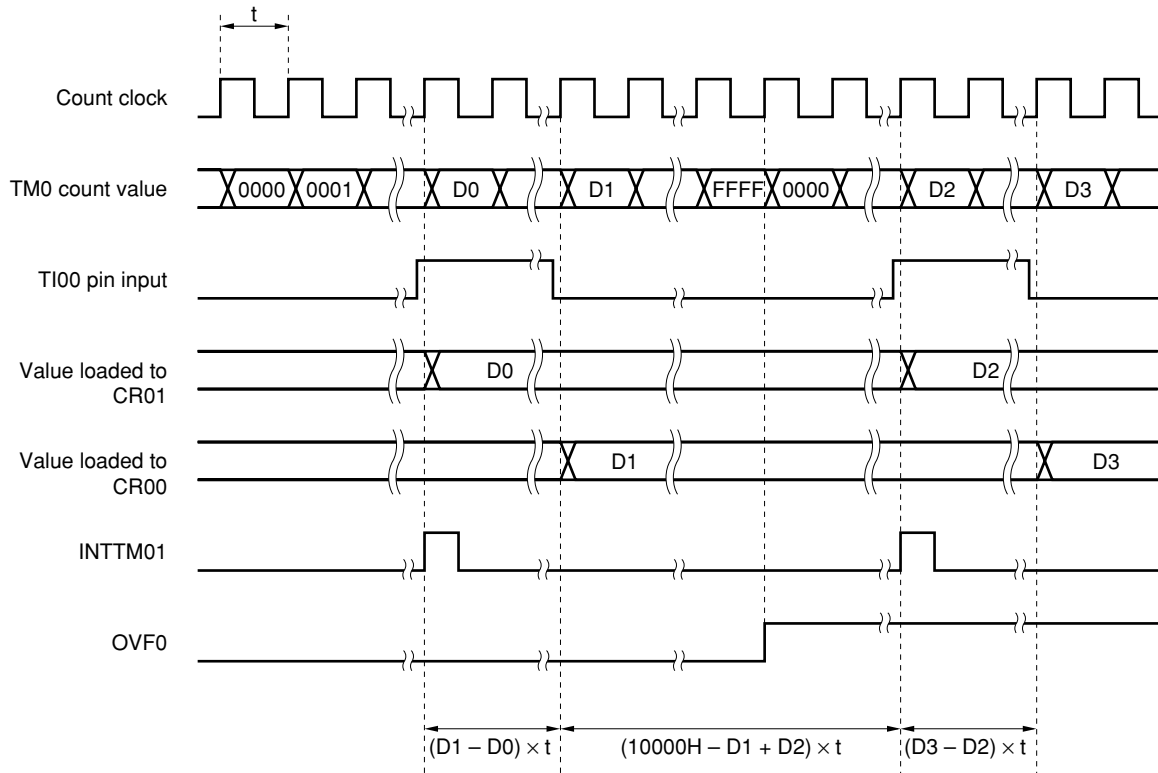 t
Count clock
TM0 count value
0000 0001 D0 D1 FFFF 0000 D2 D3
TI00 pin input
Value loaded to
CR01
D0 D2
Value loaded to
CR00
D1 D3
INTTM01
OVF0
(D1 – D0) × t (10000H – D1 + D2) × t (D3 – D2) × t